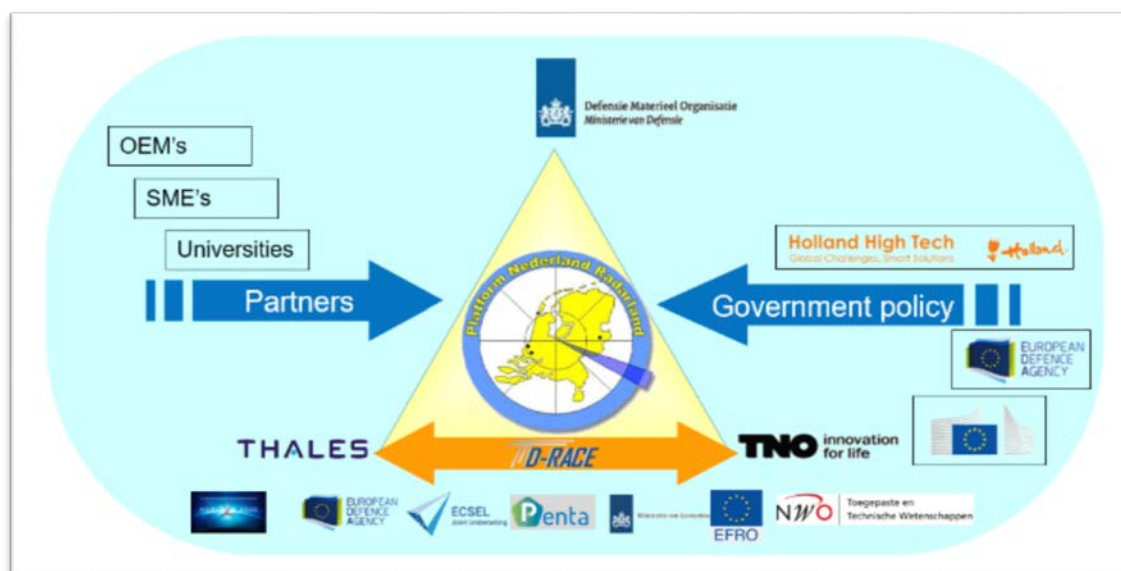 Defensie Materieel Organisatie
Ministerie van Defensie
OEM's
SME's
Universities
Partners
Platform Nederland Radarland
Holland High Tech
Global Challenges, Smart Solutions
Holland.
Government policy
EUROPEAN
DEFENCE
AGENCY
THALES
D-RACE
TNO innovation
for life
EUROPEAN
DEFENCE
AGENCY
ECSEL
Joint Undertaking
Penta
EFRO
NWO
Toegepaste en
Technische Wetenschappen